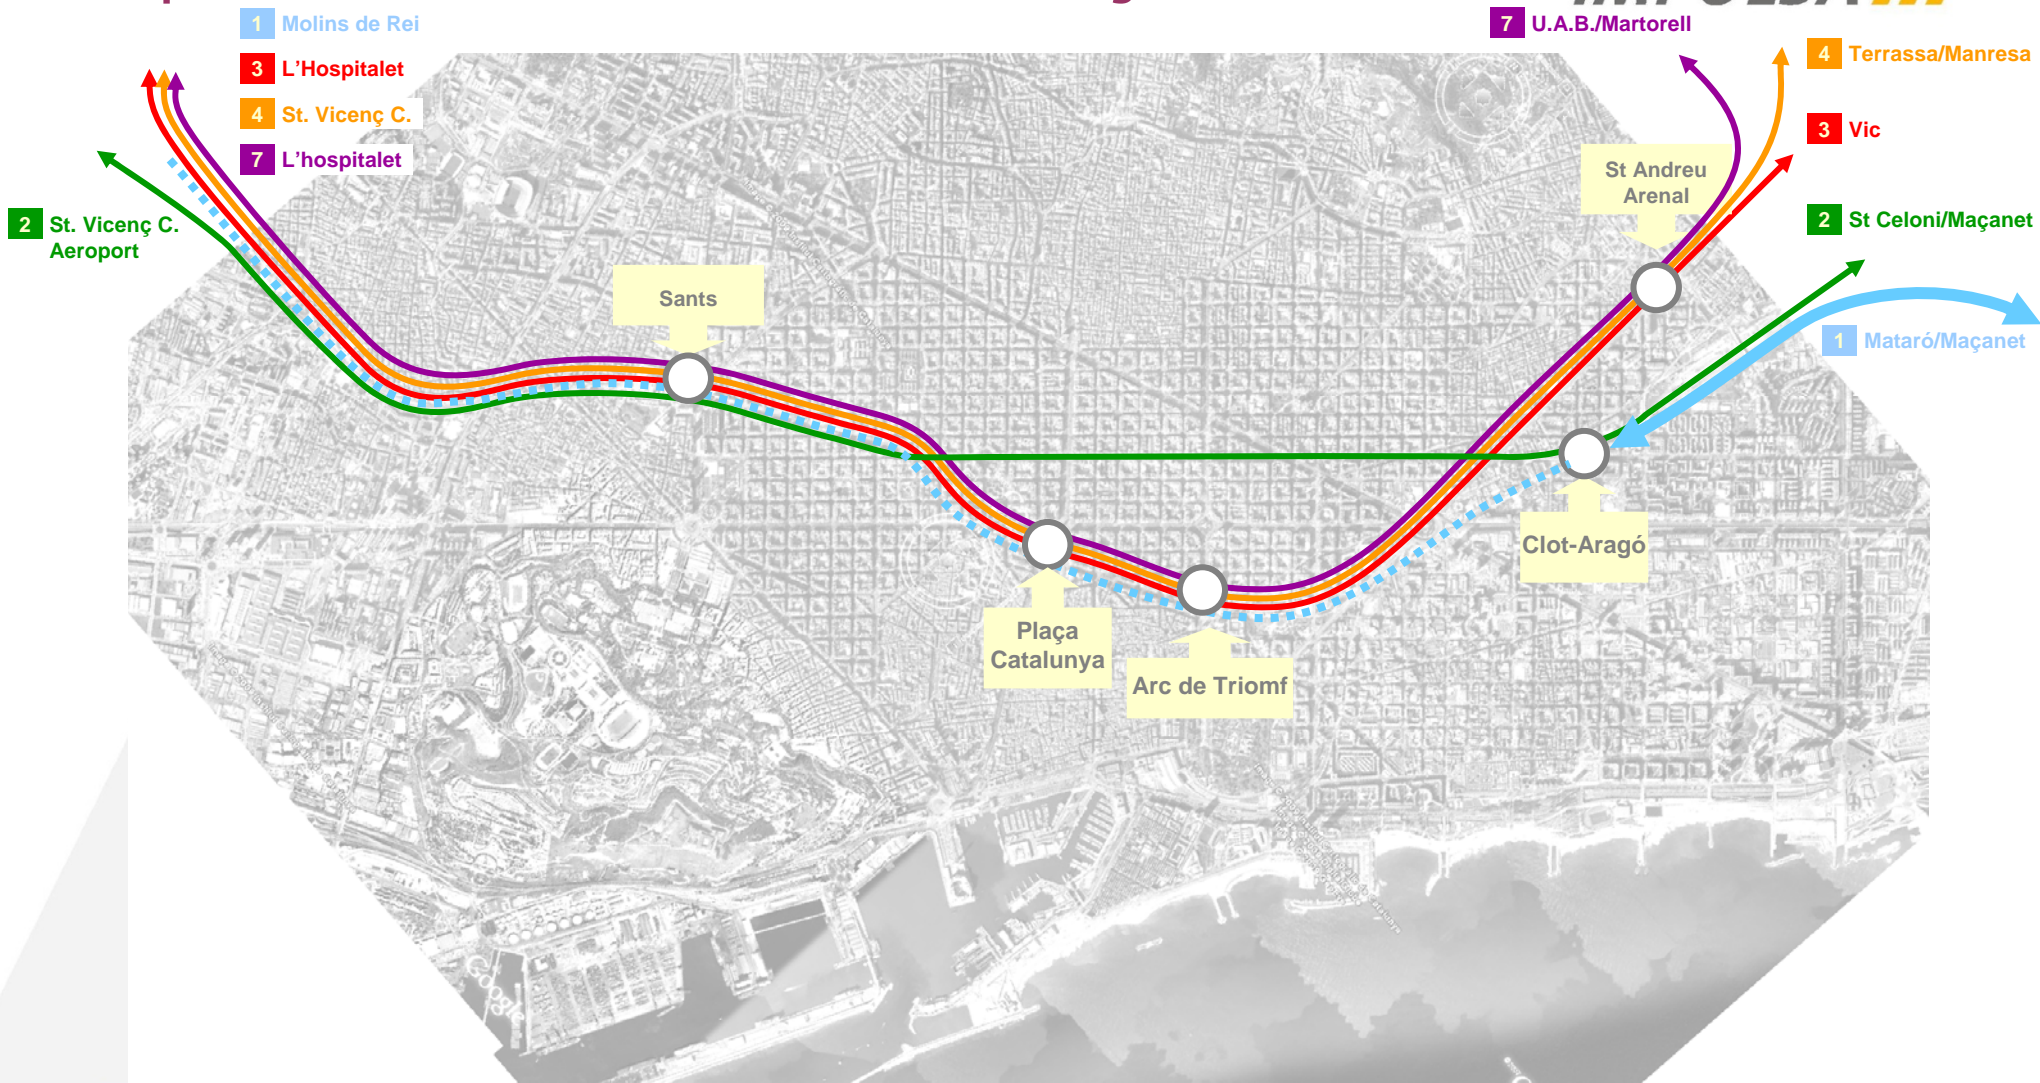 1 Molins de Rei
3 L'Hospitalet
4 St. Vicenç C.
7 L'hospitalet
2 St. Vicenç C.
Aeroport
7 U.A.B./Martorell
4 Terrassa/Manresa
3 Vic
2 St Celoni/Maçanet
1 Mataró/Maçanet
St Andreu
Arenal
Sants
Clot-Aragó
Plaça
Catalunya
Arc de Triomf
Google